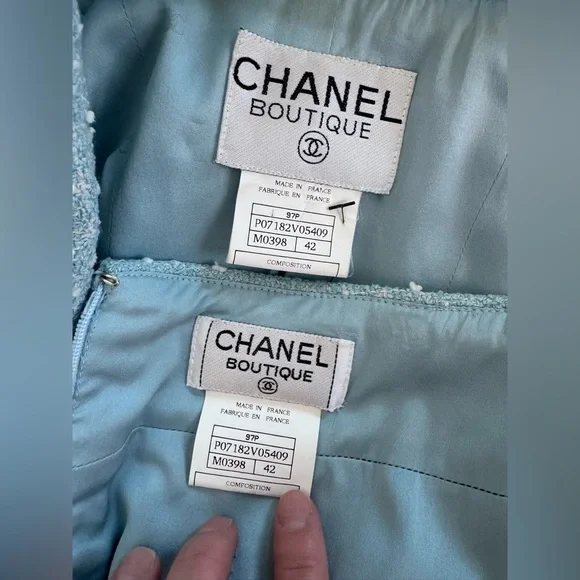 CHANEL
BOUTIQUE
MADE IN FRANCE
FABRIQUE EN FRANCE
97P
P07182V05409
M0398 42
COMPOSITION
CHANEL
BOUTIQUE
MADE IN FRANCE
FABRIQUE EN FRANCE
97P
P07182V05409
M0398 42
COMPOSITION